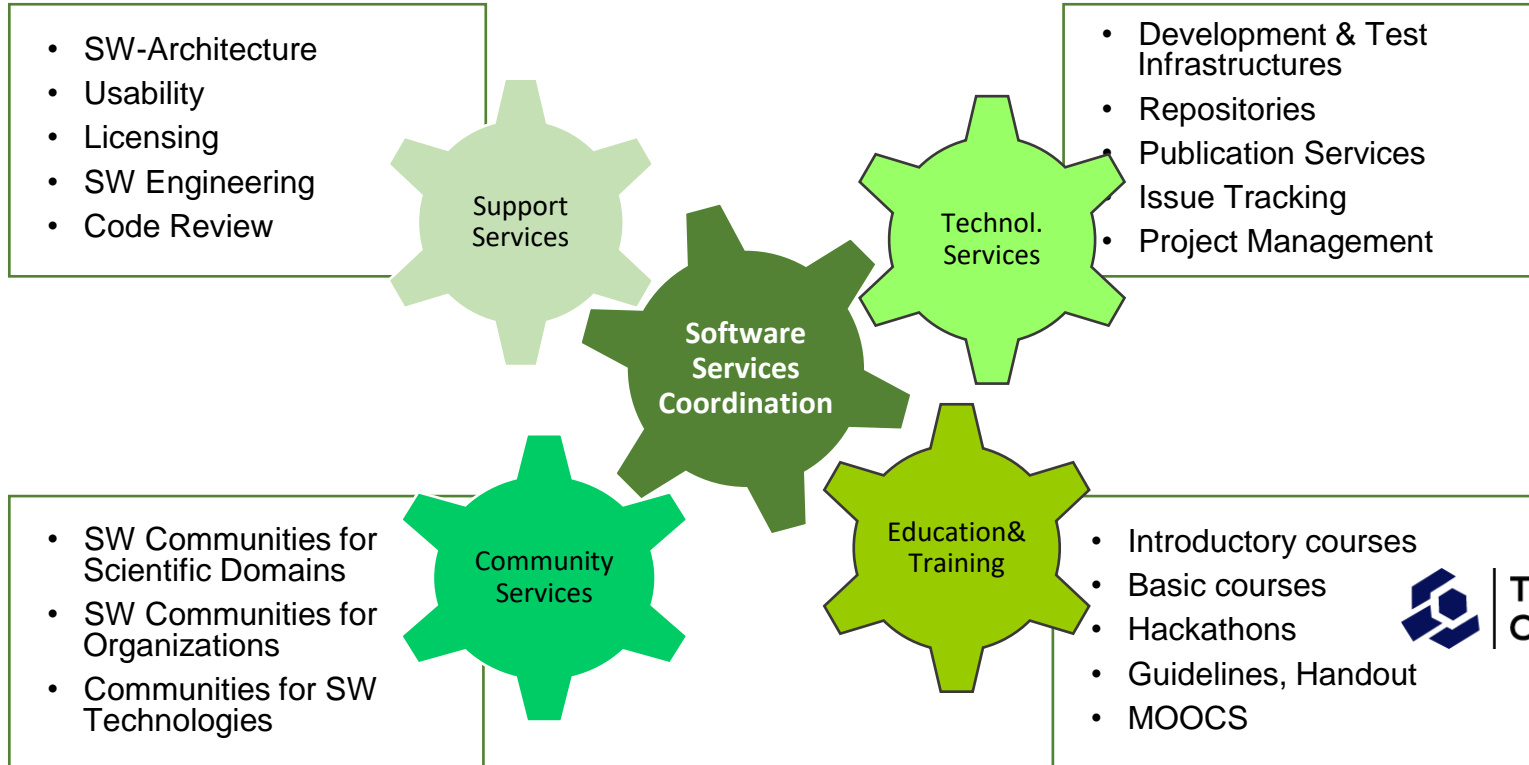 • SW-Architecture
• Usability
• Licensing
• SW Engineering
• Code Review
Support
Services
• Development & Test
Infrastructures
• Repositories
• Publication Services
• Issue Tracking
• Project Management
Technol.
Services
Software
Services
Coordination
• SW Communities for
Scientific Domains
• SW Communities for
Organizations
• Communities for SW
Technologies
Community
Services
Education&
Training
• Introductory courses
• Basic courses
• Hackathons
• Guidelines, Handout
• MOOCS